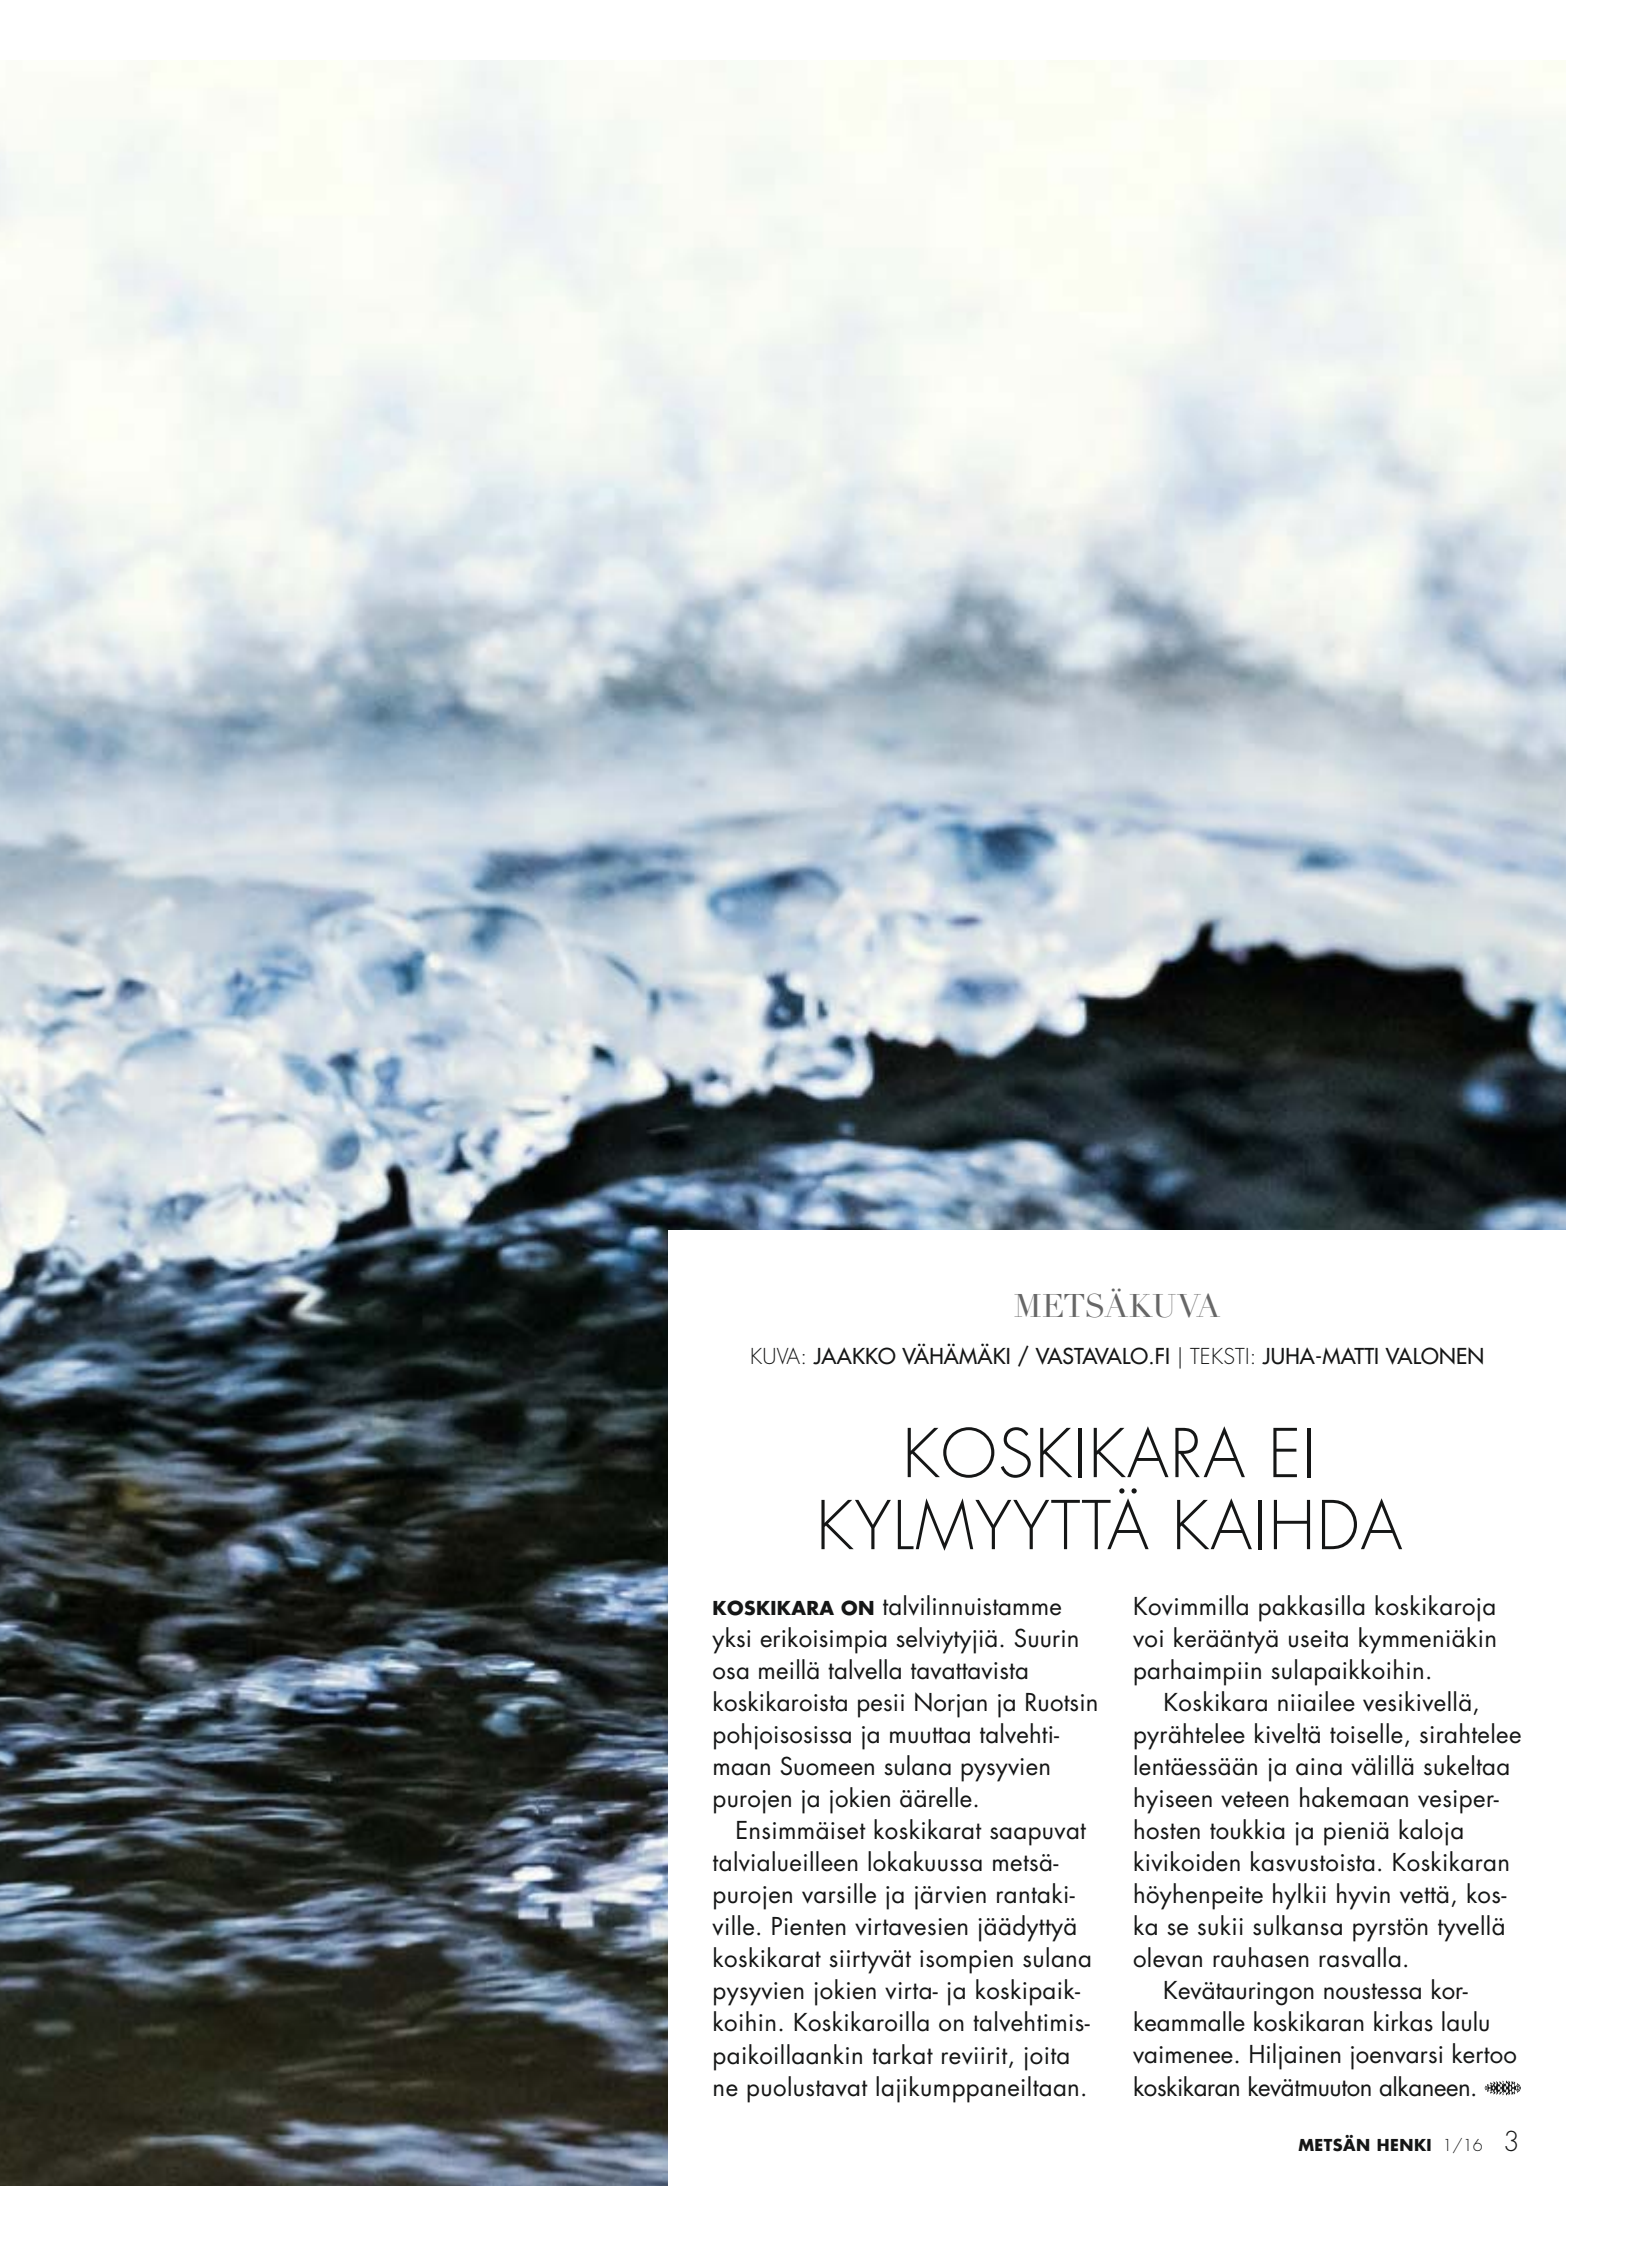 METSÄKUVA
KUVA: JAAKKO VÄHÄMÄKI / VASTAVALO.FI | TEKSTI: JUHA-MATTI VALONEN
KOSKIKARA EI
KYLMYYTTÄ KAIHDA
KOSKIKARA ON talvilinnuistamme
yksi erikoisimpia selviytyjiä. Suurin
osa meillä talvella tavattavista
koskikaroista pesii Norjan ja Ruotsin
pohjoisosissa ja muuttaa talvehti-
maan Suomeen sulana pysyvien
purojen ja jokien äärelle.
Ensimmäiset koskikarat saapuvat
talvialueilleen lokakuussa metsä-
purojen varsille ja järvien rantaki-
ville. Pienten virtavesien jäädyttyä
koskikarat siirtyvät isompien sulana
pysyvien jokien virta- ja koskipaik-
koihin. Koskikaroilla on talvehtimis-
paikoillaankin tarkat reviirit, joita
ne puolustavat lajikumppaneiltaan.
Kovimmilla pakkasilla koskikaroja
voi kerääntyä useita kymmeniäkin
parhaimpiin sulapaikkoihin.
Koskikara niiailee vesikivellä,
pyrähtelee kiveltä toiselle, sirahtelee
lentäessään ja aina välillä sukeltaa
hyiseen veteen hakemaan vesiper-
hosten toukkia ja pieniä kaloja
kivikoiden kasvustoista. Koskikaran
höyhenpeite hylkii hyvin vettä, kos-
ka se sukii sulkansa pyrstön tyvellä
olevan rauhasen rasvalla.
Kevätauringon noustessa kor-
keammalle koskikaran kirkas laulu
vaimenee. Hiljainen joenvarsi kertoo
koskikaran kevätmuuton alkaneen.
METSÄN HENKI 1/16 3